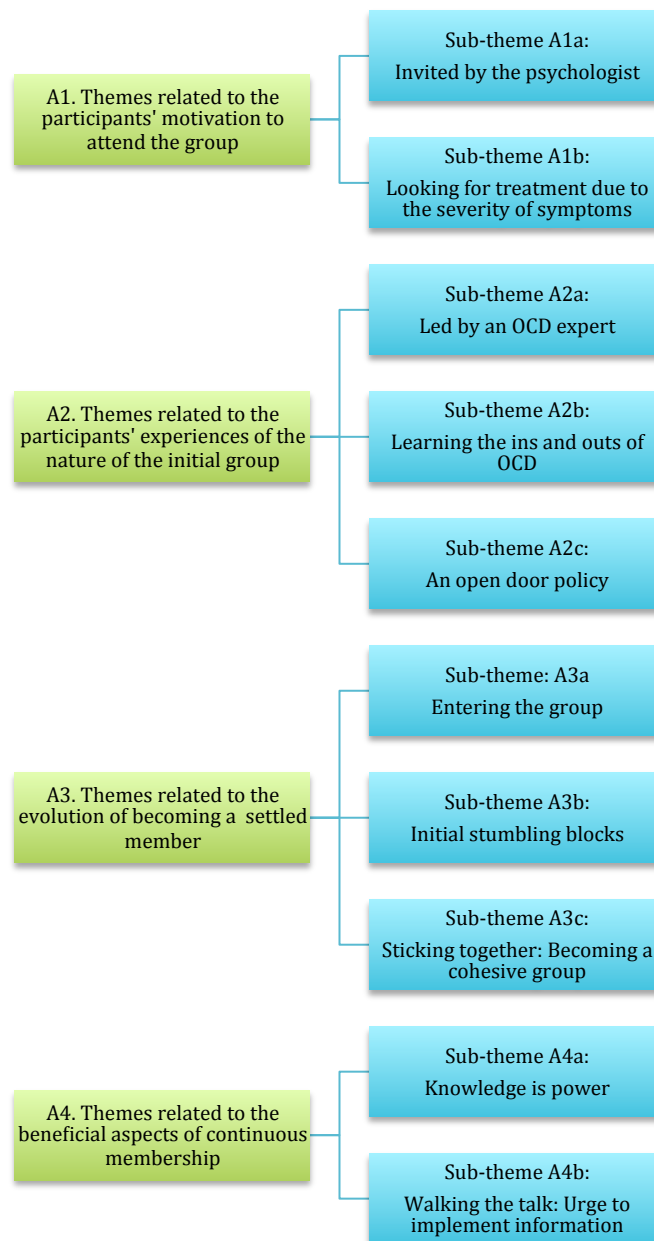 A1. Themes related to the
participants' motivation to
attend the group
Sub-theme A1a:
Invited by the psychologist
Sub-theme A1b:
Looking for treatment due to
the severity of symptoms
A2. Themes related to the
participants' experiences of the
nature of the initial group
Sub-theme A2a:
Led by an OCD expert
Sub-theme A2b:
Learning the ins and outs of
OCD
Sub-theme A2c:
An open door policy
A3. Themes related to the
evolution of becoming a settled
member
Sub-theme: A3a
Entering the group
Sub-theme A3b:
Initial stumbling blocks
Sub-theme A3c:
Sticking together: Becoming a
cohesive group
A4. Themes related to the
beneficial aspects of continuous
membership
Sub-theme A4a:
Knowledge is power
Sub-theme A4b:
Walking the talk: Urge to
implement information